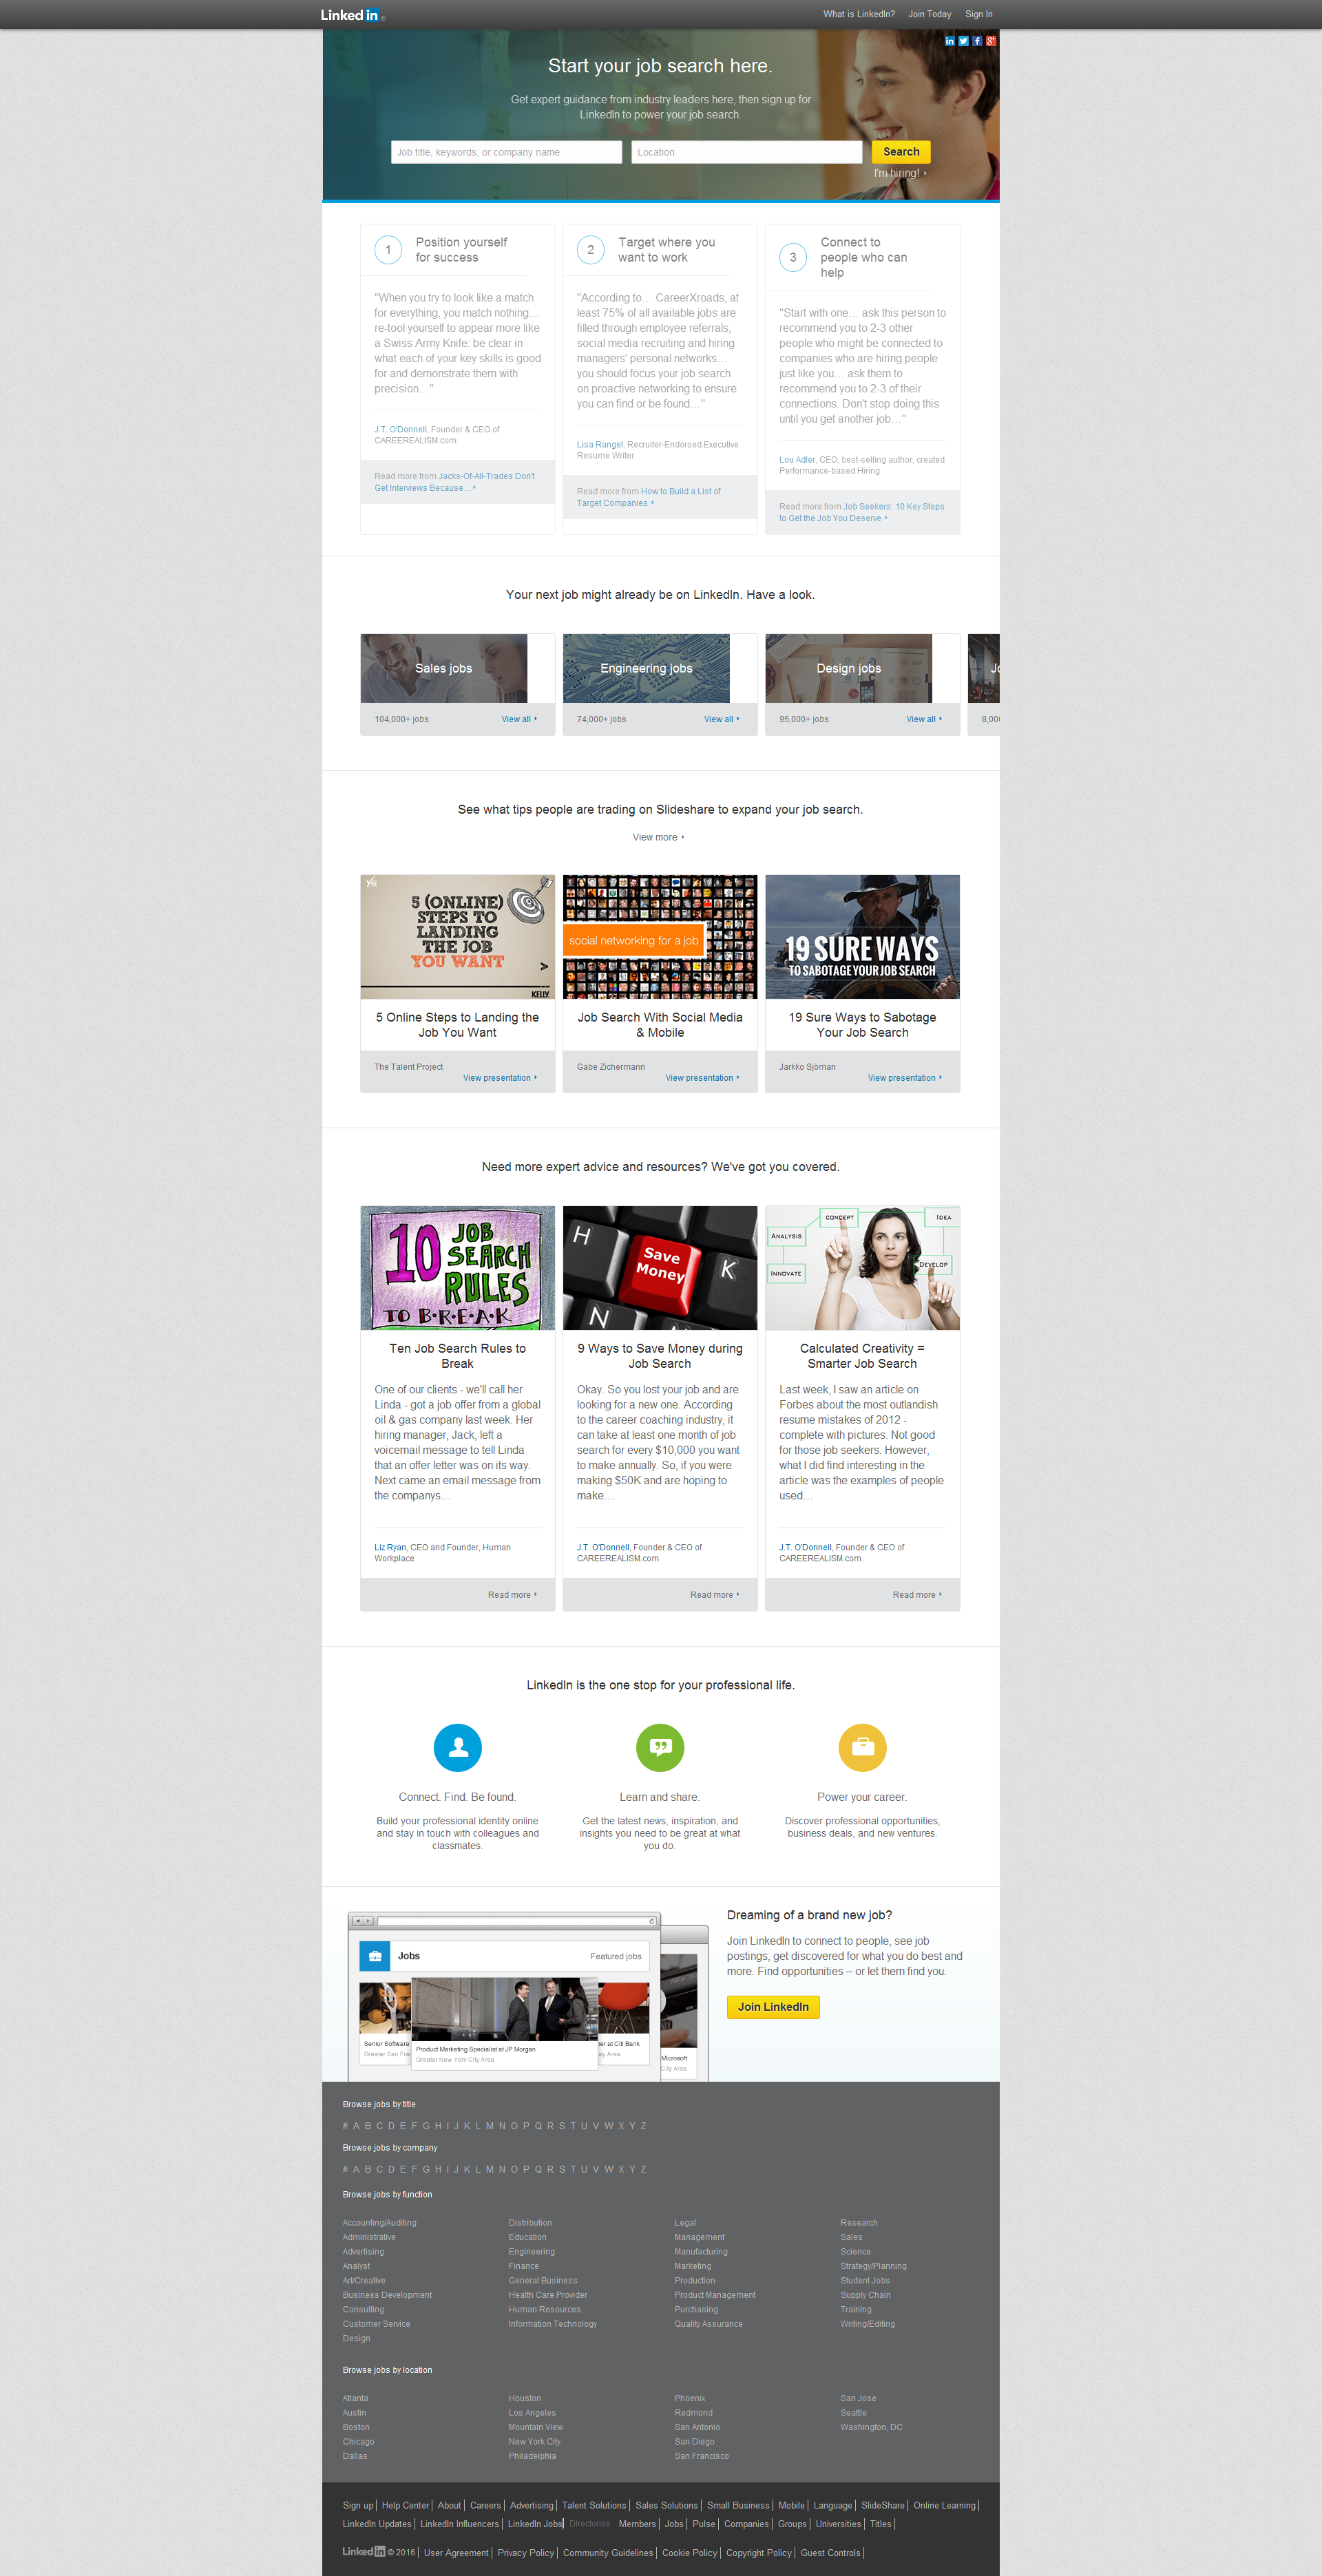 Linked in ®
What is LinkedIn? Join Today Sign In
Start your job search here.
Get expert guidance from industry leaders here, then sign up for
LinkedIn to power your job search.
Job title, keywords, or company name Location Search
I'm hiring!
1 Position yourself
for success
"When you try to look like a match
for everything, you match nothing…
re-tool yourself to appear more like
a Swiss Army Knife: be clear in
what each of your key skills is good
for and demonstrate them with
precision…"
J.T. O'Donnell, Founder & CEO of
CAREEREALISM.com
Read more from Jacks-Of-All-Trades Don't
Get Interviews Because...
2 Target where you
want to work
"According to… CareerXroads, at
least 75% of all available jobs are
filled through employee referrals,
social media recruiting and hiring
managers' personal networks…
you should focus your job search
on proactive networking to ensure
you can find or be found…"
Lisa Rangel, Recruiter-Endorsed Executive
Resume Writer
Read more from How to Build a List of
Target Companies
3 Connect to
people who can
help
"Start with one… ask this person to
recommend you to 2-3 other
people who might be connected to
companies who are hiring people
just like you… ask them to
recommend you to 2-3 of their
connections. Don't stop doing this
until you get another job…"
Lou Adler, CEO, best-selling author, created
Performance-based Hiring
Read more from Job Seekers: 10 Key Steps
to Get the Job You Deserve
Your next job might already be on LinkedIn. Have a look.
Sales jobs
104,000+ jobs View all
Engineering jobs
74,000+ jobs View all
Design jobs
95,000+ jobs View all
8,00
See what tips people are trading on Slideshare to expand your job search.
View more
5 (ONLINE)
STEPS TO
LANDING
THE JOB
YOU WANT
>
KELLY
5 Online Steps to Landing the
Job You Want
The Talent Project
View presentation
social networking for a job
Job Search With Social Media
& Mobile
Gabe Zichermann
View presentation
19 SURE WAYS
TO SABOTAGE YOUR JOB SEARCH
19 Sure Ways to Sabotage
Your Job Search
Jarkko Sjöman
View presentation
Need more expert advice and resources? We've got you covered.
10 JOB
SEARCH
RULES
TO B·R·E·A·K
Ten Job Search Rules to
Break
One of our clients - we'll call her
Linda - got a job offer from a global
oil & gas company last week. Her
hiring manager, Jack, left a
voicemail message to tell Linda
that an offer letter was on its way.
Next came an email message from
the companys…
Liz Ryan, CEO and Founder, Human
Workplace
Read more
H
Save
Money
K
N
9 Ways to Save Money during
Job Search
Okay. So you lost your job and are
looking for a new one. According
to the career coaching industry, it
can take at least one month of job
search for every $10,000 you want
to make annually. So, if you were
making $50K and are hoping to
make…
J.T. O'Donnell, Founder & CEO of
CAREEREALISM.com
Read more
CONCEPT IDEA
ANALYSIS
DEVELOP
INNOVATE
Calculated Creativity =
Smarter Job Search
Last week, I saw an article on
Forbes about the most outlandish
resume mistakes of 2012 -
complete with pictures. Not good
for those job seekers. However,
what I did find interesting in the
article was the examples of people
used…
J.T. O'Donnell, Founder & CEO of
CAREEREALISM.com
Read more
LinkedIn is the one stop for your professional life.
Connect. Find. Be found.
Build your professional identity online
and stay in touch with colleagues and
classmates.
Learn and share.
Get the latest news, inspiration, and
insights you need to be great at what
you do.
Power your career.
Discover professional opportunities,
business deals, and new ventures.
Jobs Featured jobs
Senior Software
Greater San Fra
Product Marketing Specialist at JP Morgan
Greater New York City Area
er at Citi Bank
ay Area
Microsoft
City Area
Dreaming of a brand new job?
Join LinkedIn to connect to people, see job
postings, get discovered for what you do best and
more. Find opportunities – or let them find you.
Join LinkedIn
Browse jobs by title
# A B C D E F G H I J K L M N O P Q R S T U V W X Y Z
Browse jobs by company
# A B C D E F G H I J K L M N O P Q R S T U V W X Y Z
Browse jobs by function
Accounting/Auditing Distribution Legal Research
Administrative Education Management Sales
Advertising Engineering Manufacturing Science
Analyst Finance Marketing Strategy/Planning
Art/Creative General Business Production Student Jobs
Business Development Health Care Provider Product Management Supply Chain
Consulting Human Resources Purchasing Training
Customer Service Information Technology Quality Assurance Writing/Editing
Design
Browse jobs by location
Atlanta Houston Phoenix San Jose
Austin Los Angeles Redmond Seattle
Boston Mountain View San Antonio Washington, DC
Chicago New York City San Diego
Dallas Philadelphia San Francisco
Sign up | Help Center | About | Careers | Advertising | Talent Solutions | Sales Solutions | Small Business | Mobile | Language | SlideShare | Online Learning |
LinkedIn Updates | LinkedIn Influencers | LinkedIn Jobs | Directories Members | Jobs | Pulse | Companies | Groups | Universities | Titles |
Linked in © 2016 | User Agreement | Privacy Policy | Community Guidelines | Cookie Policy | Copyright Policy | Guest Controls |